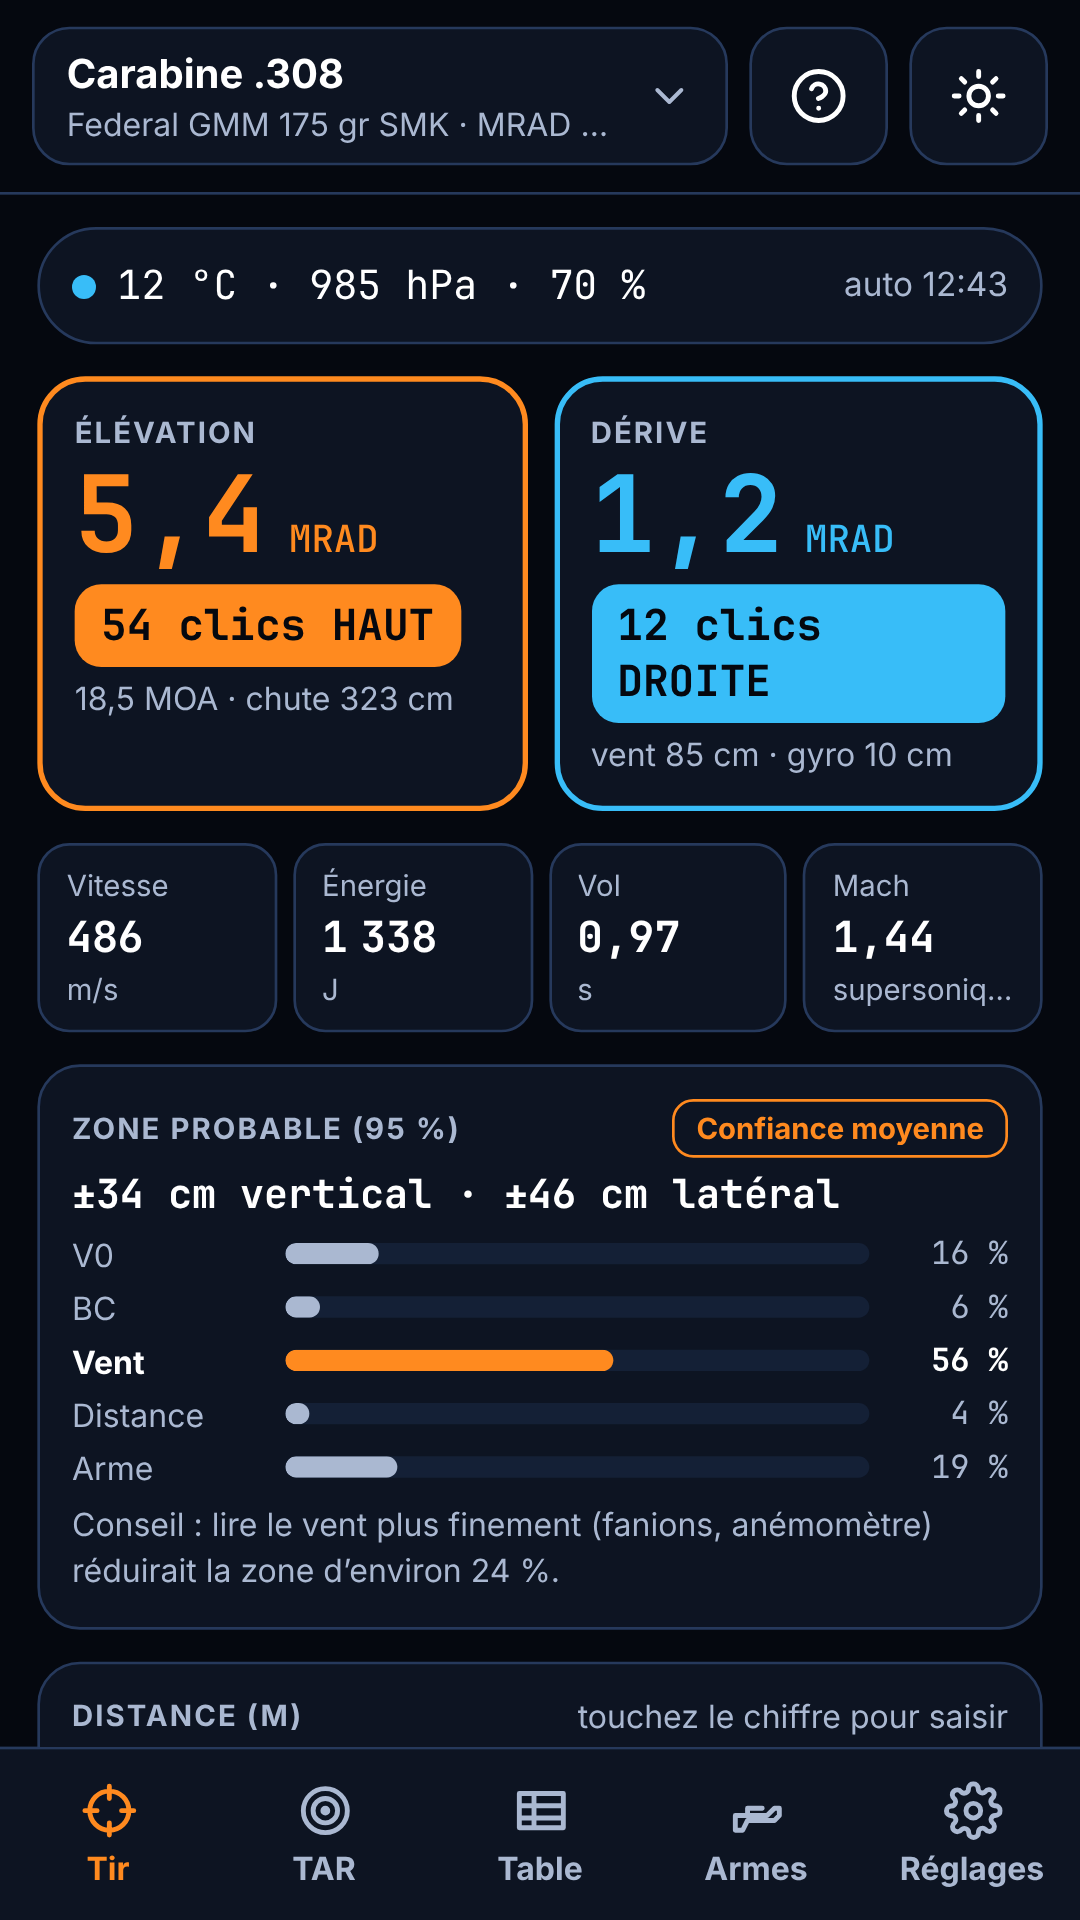 Carabine .308
Federal GMM 175 gr SMK · MRAD ...
12 °C · 985 hPa · 70 %
auto 12:43
ÉLÉVATION
5,4 MRAD
54 clics HAUT
18,5 MOA · chute 323 cm
DÉRIVE
1,2 MRAD
12 clics
DROITE
vent 85 cm · gyro 10 cm
Vitesse
486
m/s
Énergie
1 338
J
Vol
0,97
s
Mach
1,44
supersoniq...
ZONE PROBABLE (95 %)
Confiance moyenne
±34 cm vertical · ±46 cm latéral
V0 16 %
BC 6 %
Vent 56 %
Distance 4 %
Arme 19 %
Conseil : lire le vent plus finement (fanions, anémomètre)
réduirait la zone d’environ 24 %.
DISTANCE (M)
touchez le chiffre pour saisir
Tir
TAR
Table
Armes
Réglages